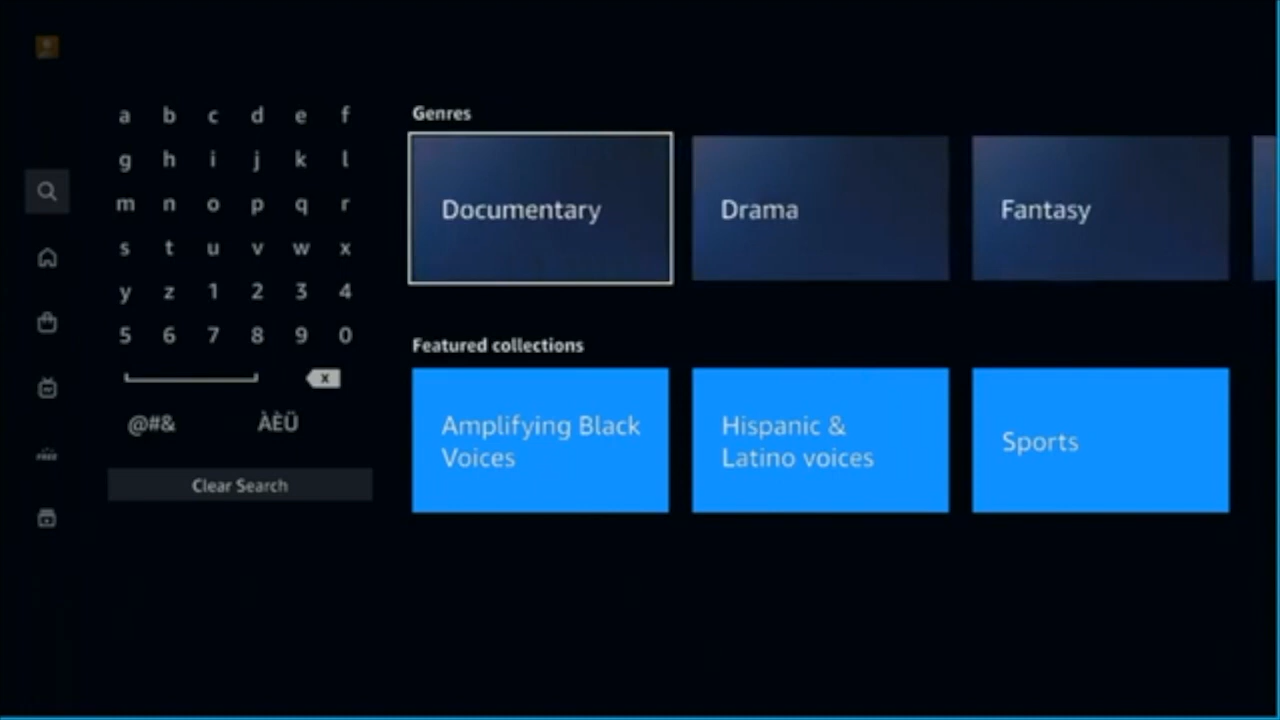 a b c d e f
g h i j k l
m n o p q r
s t u v w x
y z 1 2 3 4
5 6 7 8 9 0
X
@#& ÀÈÜ
Clear Search
FREE
Genres
Documentary
Drama
Fantasy
Featured collections
Amplifying Black
Voices
Hispanic &
Latino voices
Sports